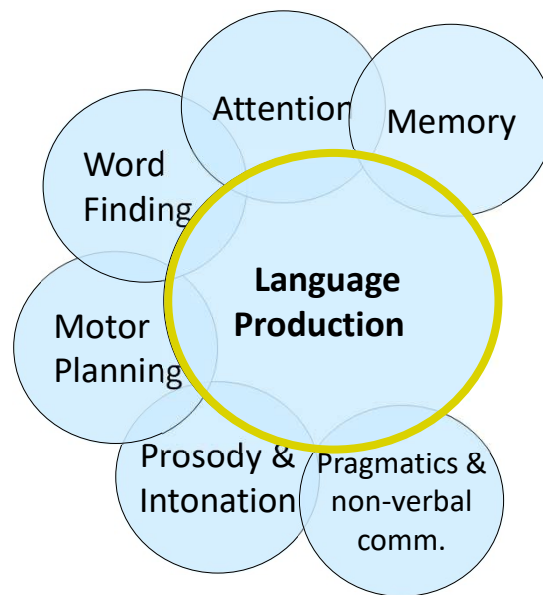 Attention
Memory
Word
Finding
Language
Production
Motor
Planning
Prosody &
Intonation
Pragmatics &
non-verbal
comm.